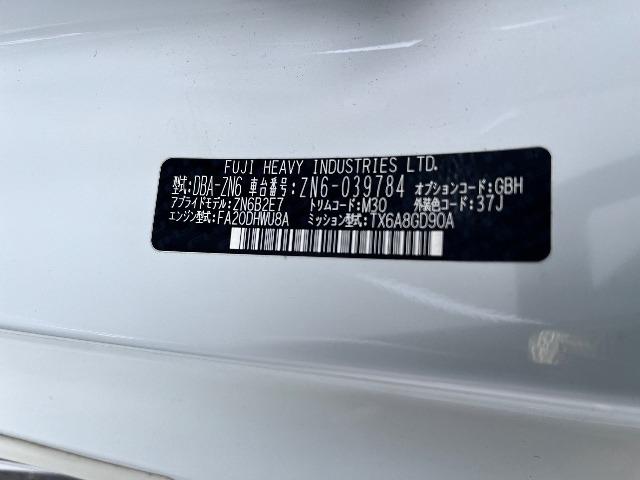 FUJI HEAVY INDUSTRIES LTD.
型式:DBA-ZN6 車台番号:ZN6-039784 オプションコード:GBH
アプライドモデル:ZN6B2E7 トリムコード:M30 外装色コード:37J
エンジン型式:FA20DHWU8A ミッション型式:TX6A8GD90A